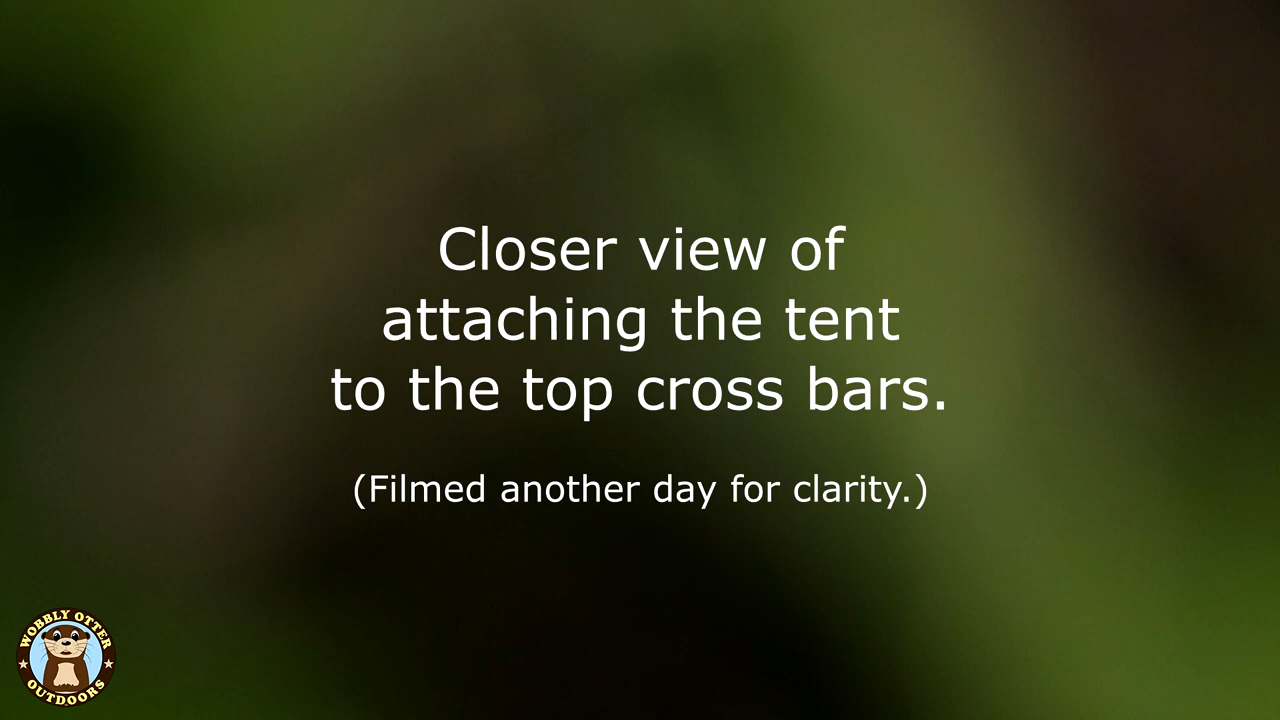 Closer view of
attaching the tent
to the top cross bars.
(Filmed another day for clarity.)
WOBBLY OTTER
OUTDOORS